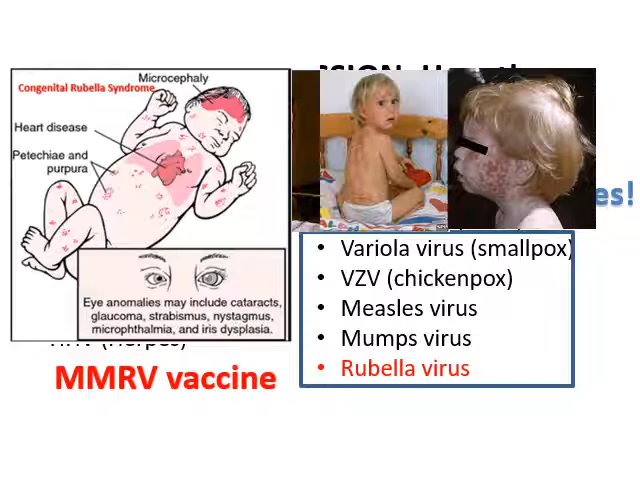 Congenital Rubella Syndrome
Microcephaly
Heart disease
Petechiae and
purpura
Eye anomalies may include cataracts,
glaucoma, strabismus, nystagmus,
microphthalmia, and iris dysplasia.
• Variola virus (smallpox)
• VZV (chickenpox)
• Measles virus
• Mumps virus
• Rubella virus
MMRV vaccine